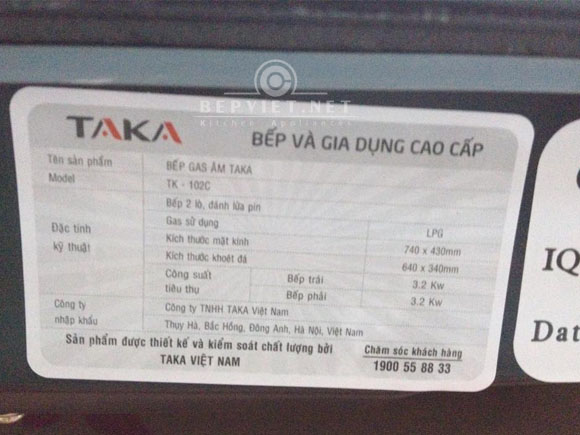 BEPVIET.NET
Kitchen Appliances
TAKA
BẾP VÀ GIA DỤNG CAO CẤP
Tên sản phẩm BẾP GAS ÂM TAKA
Model TK - 102C
Đặc tính kỹ thuật
Bếp 2 lò, đánh lửa pin
Gas sử dụng LPG
Kích thước mặt kính 740 x 430mm
Kích thước khoét đá 640 x 340mm
Công suất tiêu thụ
Bếp trái 3.2 Kw
Bếp phải 3.2 Kw
Công ty nhập khẩu
Công ty TNHH TAKA Việt Nam
Thụy Hà, Bắc Hồng, Đông Anh, Hà Nội, Việt Nam
Sản phẩm được thiết kế và kiểm soát chất lượng bởi
TAKA VIỆT NAM
Chăm sóc khách hàng
1900 55 88 33
IQ
Dat